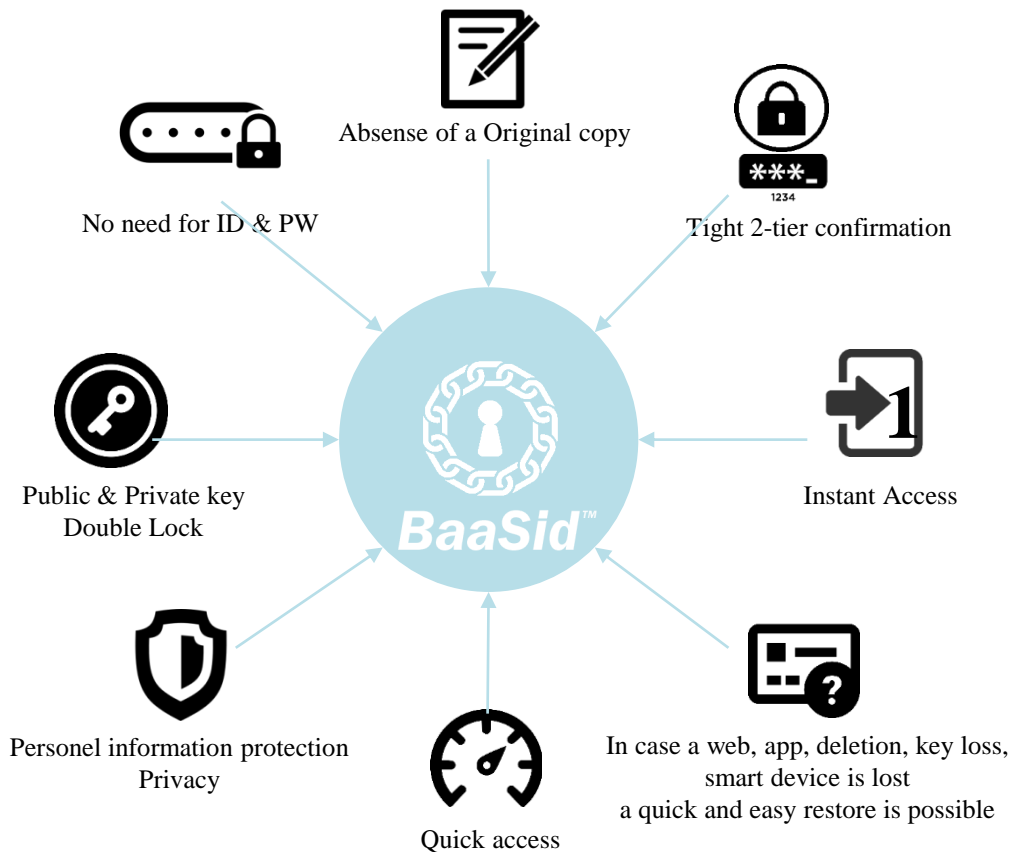 Absense of a Original copy
***_
1234
No need for ID & PW
Tight 2-tier confirmation
1
Public & Private key
Double Lock
BaaSid™
Instant Access
?
Personel information protection
Privacy
In case a web, app, deletion, key loss,
smart device is lost
a quick and easy restore is possible
Quick access